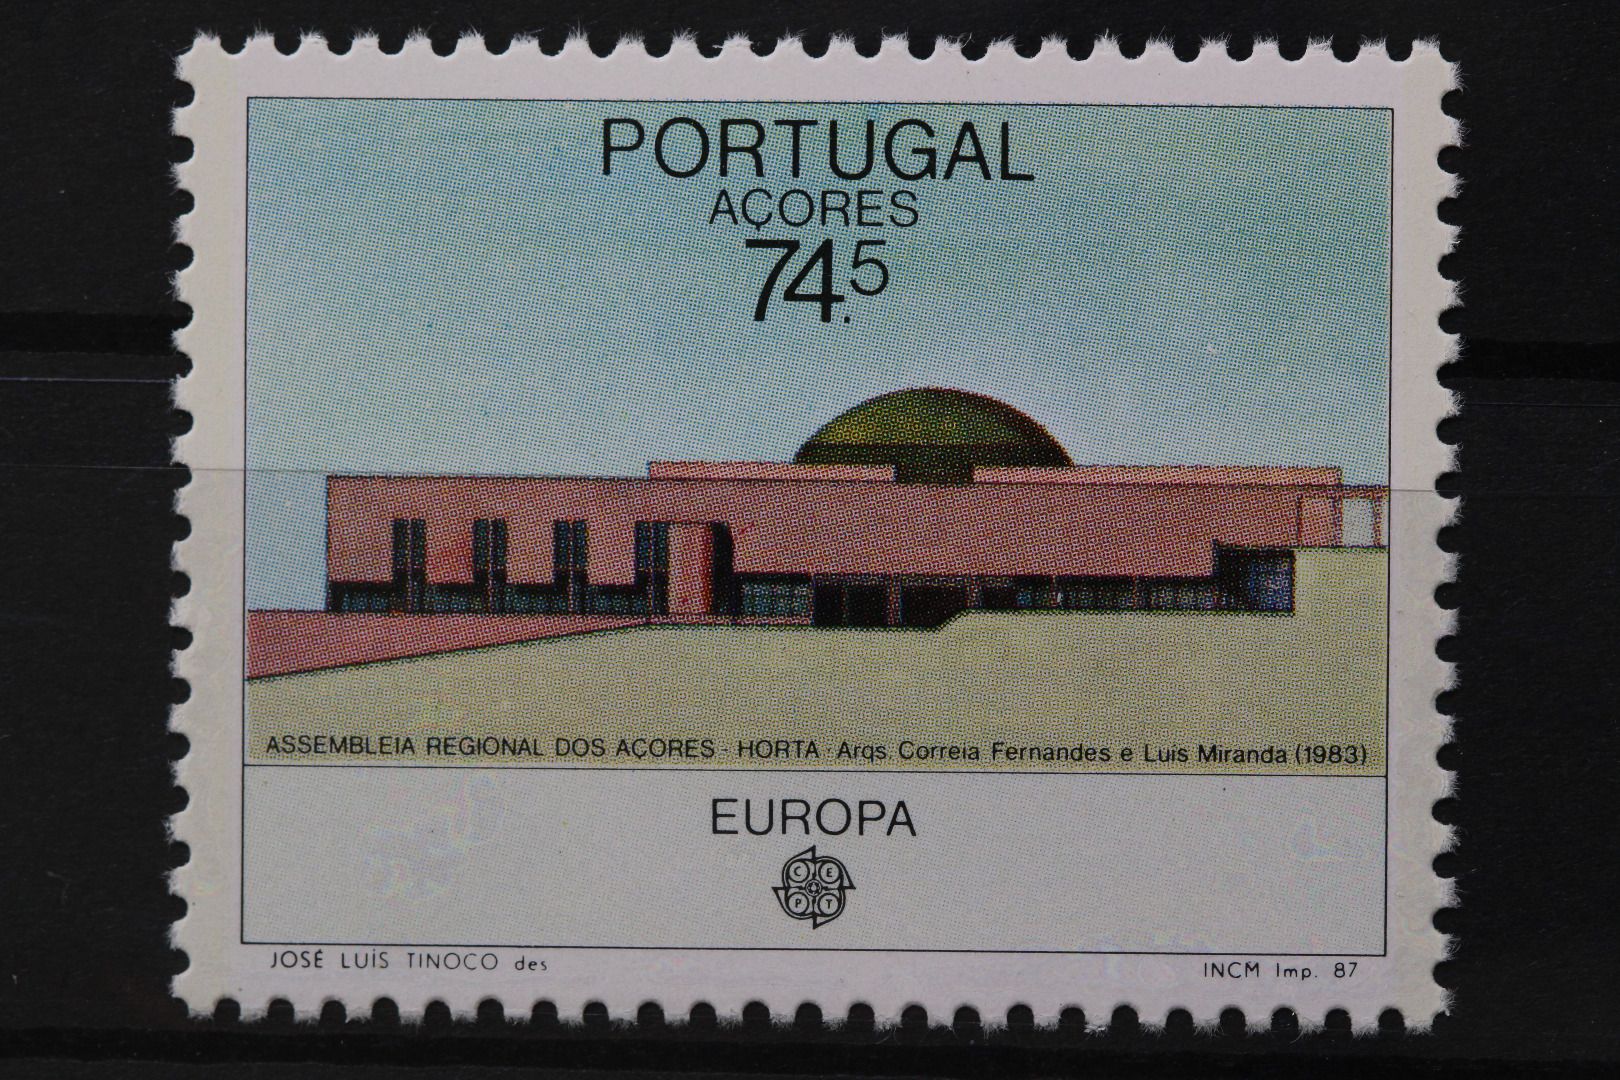 PORTUGAL
AÇORES
74.5
ASSEMBLEIA REGIONAL DOS AÇORES - HORTA · Arqs. Correia Fernandes e Luis Miranda (1983)
EUROPA
C E
P T
JOSÉ LUÍS TINOCO des
INCM Imp. 87